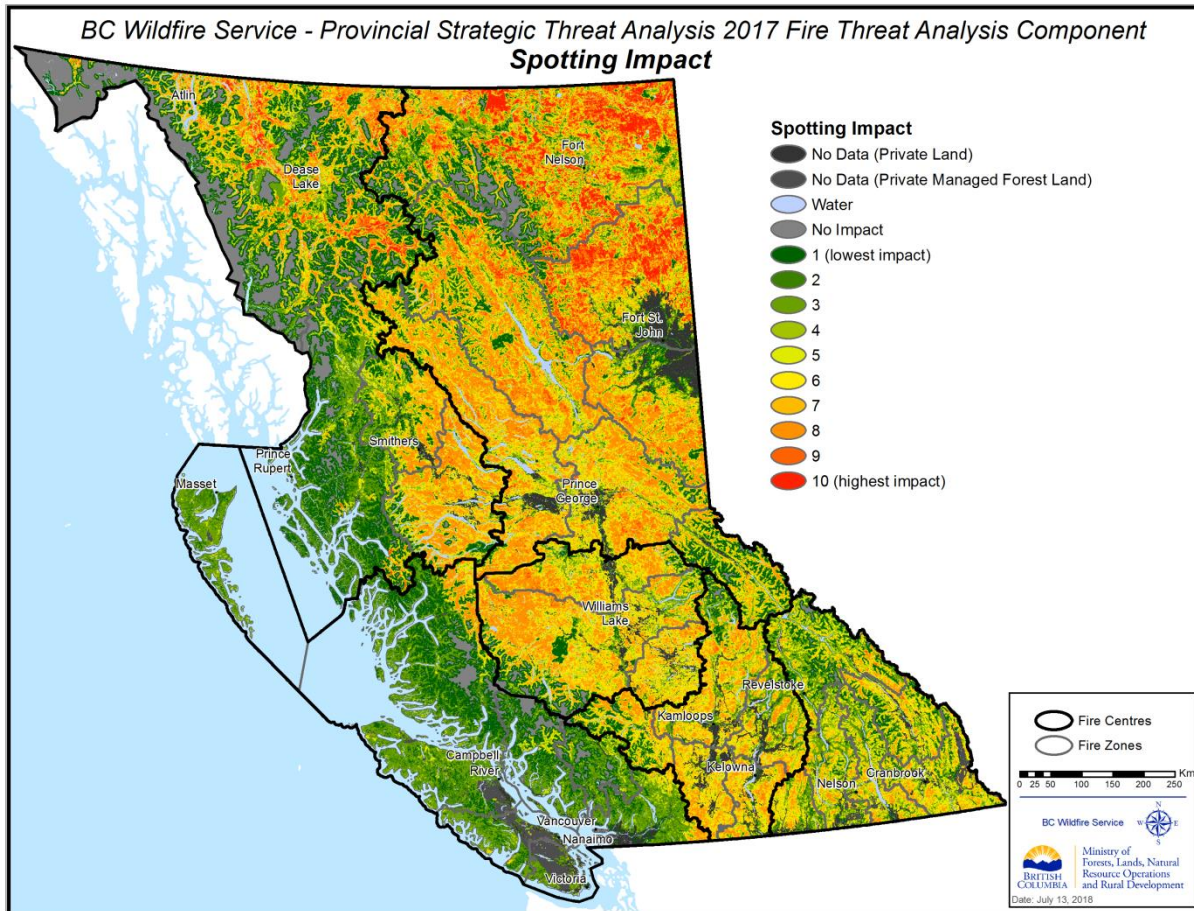 BC Wildfire Service - Provincial Strategic Threat Analysis 2017 Fire Threat Analysis Component
Spotting Impact
Atlin
Dease
Lake
Fort
Nelson
Fort St.
John
Smithers
Prince
Rupert
Masset
Prince
George
Williams
Lake
Revelstoke
Kamloops
Kelowna
Cranbrook
Nelson
Campbell
River
Vancouver
Nanaimo
Victoria
Spotting Impact
No Data (Private Land)
No Data (Private Managed Forest Land)
Water
No Impact
1 (lowest impact)
2
3
4
5
6
7
8
9
10 (highest impact)
Fire Centres
Fire Zones
Km
0 25 50 100 150 200 250
BC Wildfire Service
N
W E
S
BRITISH
COLUMBIA
Ministry of
Forests, Lands, Natural
Resource Operations
and Rural Development
Date: July 13, 2018